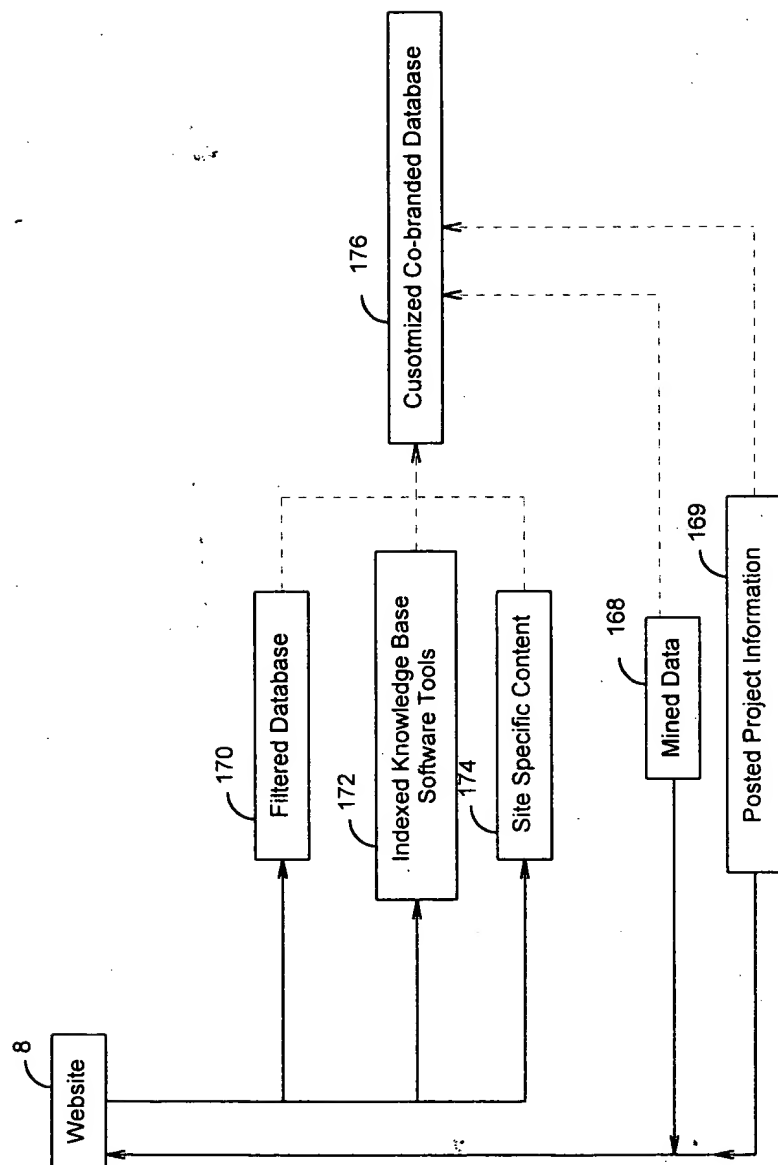 8
Website
170
Filtered Database
172
Indexed Knowledge Base
Software Tools
174
Site Specific Content
176
Cusotmized Co-branded Database
168
Mined Data
169
Posted Project Information